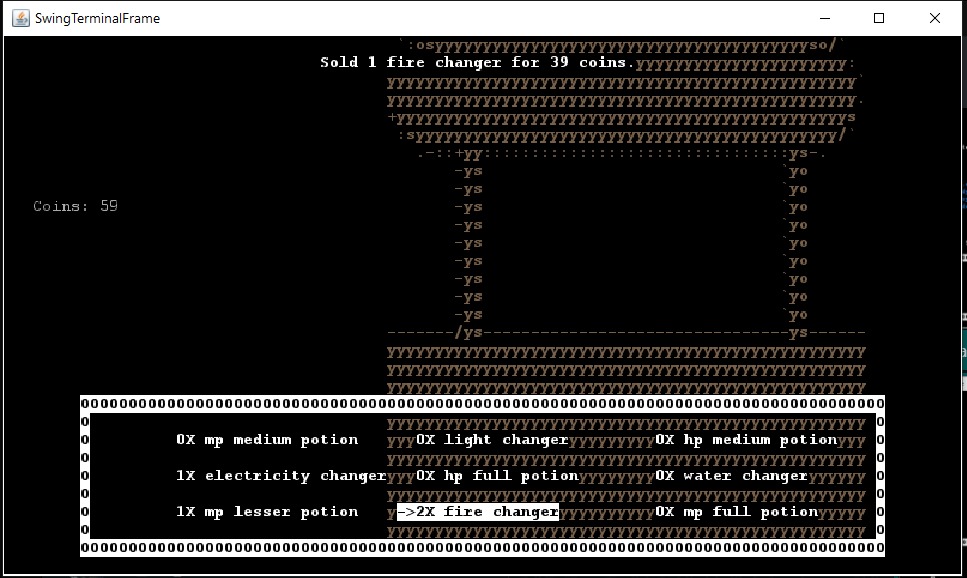 SwingTerminalFrame
Sold 1 fire changer for 39 coins.
Coins: 59
0X mp medium potion 0X light changer 0X hp medium potion
1X electricity changer 0X hp full potion 0X water changer
1X mp lesser potion ->2X fire changer 0X mp full potion